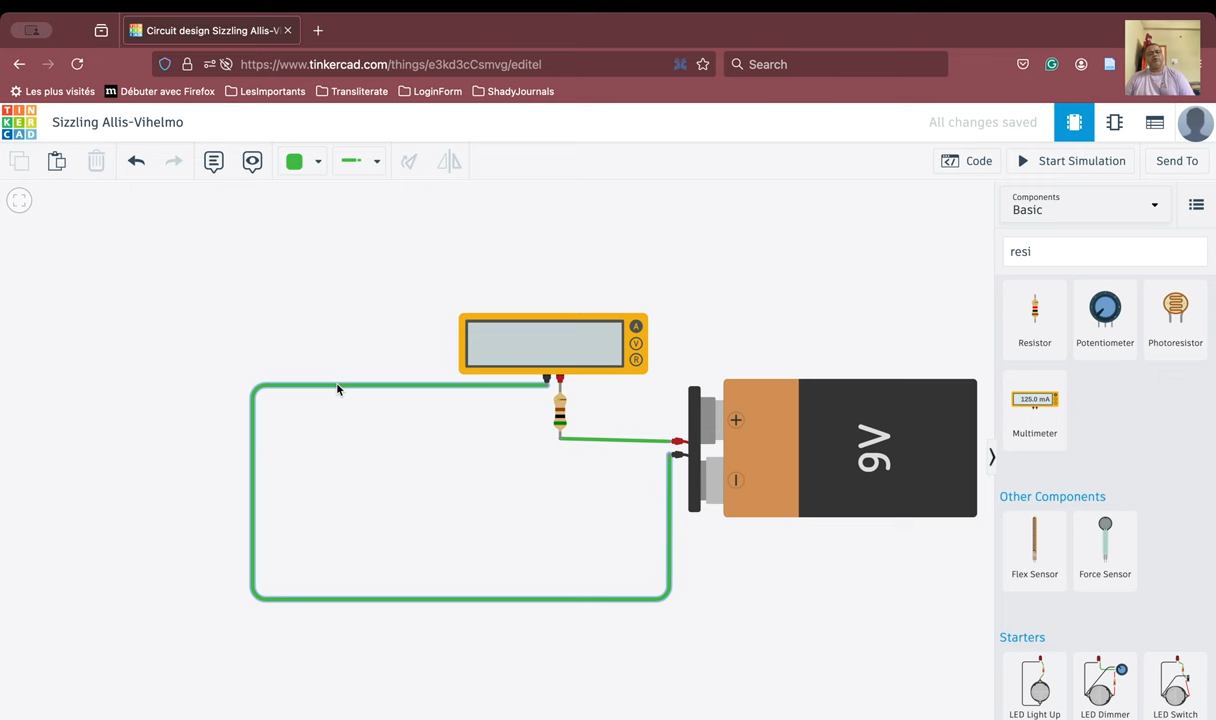 Circuit design Sizzling Allis-Vi
https://www.tinkercad.com/things/e3kd3cCsmvg/editel
Search
Les plus visités
m Débuter avec Firefox
LesImportants
Transliterate
LoginForm
ShadyJournals
TIN
KER
CAD
Sizzling Allis-Vihelmo
All changes saved
Code
Start Simulation
Send To
Components
Basic
resi
A
V
R
+
9V
Resistor
Potentiometer
Photoresistor
125.0 mA
Multimeter
Other Components
Flex Sensor
Force Sensor
Starters
LED Light Up
LED Dimmer
LED Switch